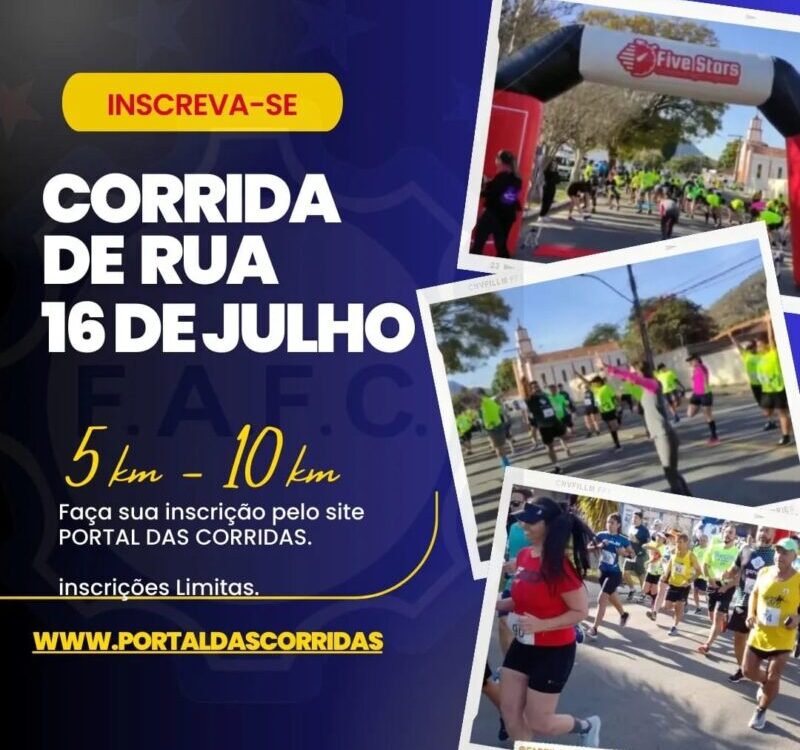 INSCREVA-SE
CORRIDA
DE RUA
16 DE JULHO
F.A.F.C.
5 km - 10 km
Faça sua inscrição pelo site
PORTAL DAS CORRIDAS.
inscrições Limitas.
WWW.PORTALDASCORRIDAS
Five Stars